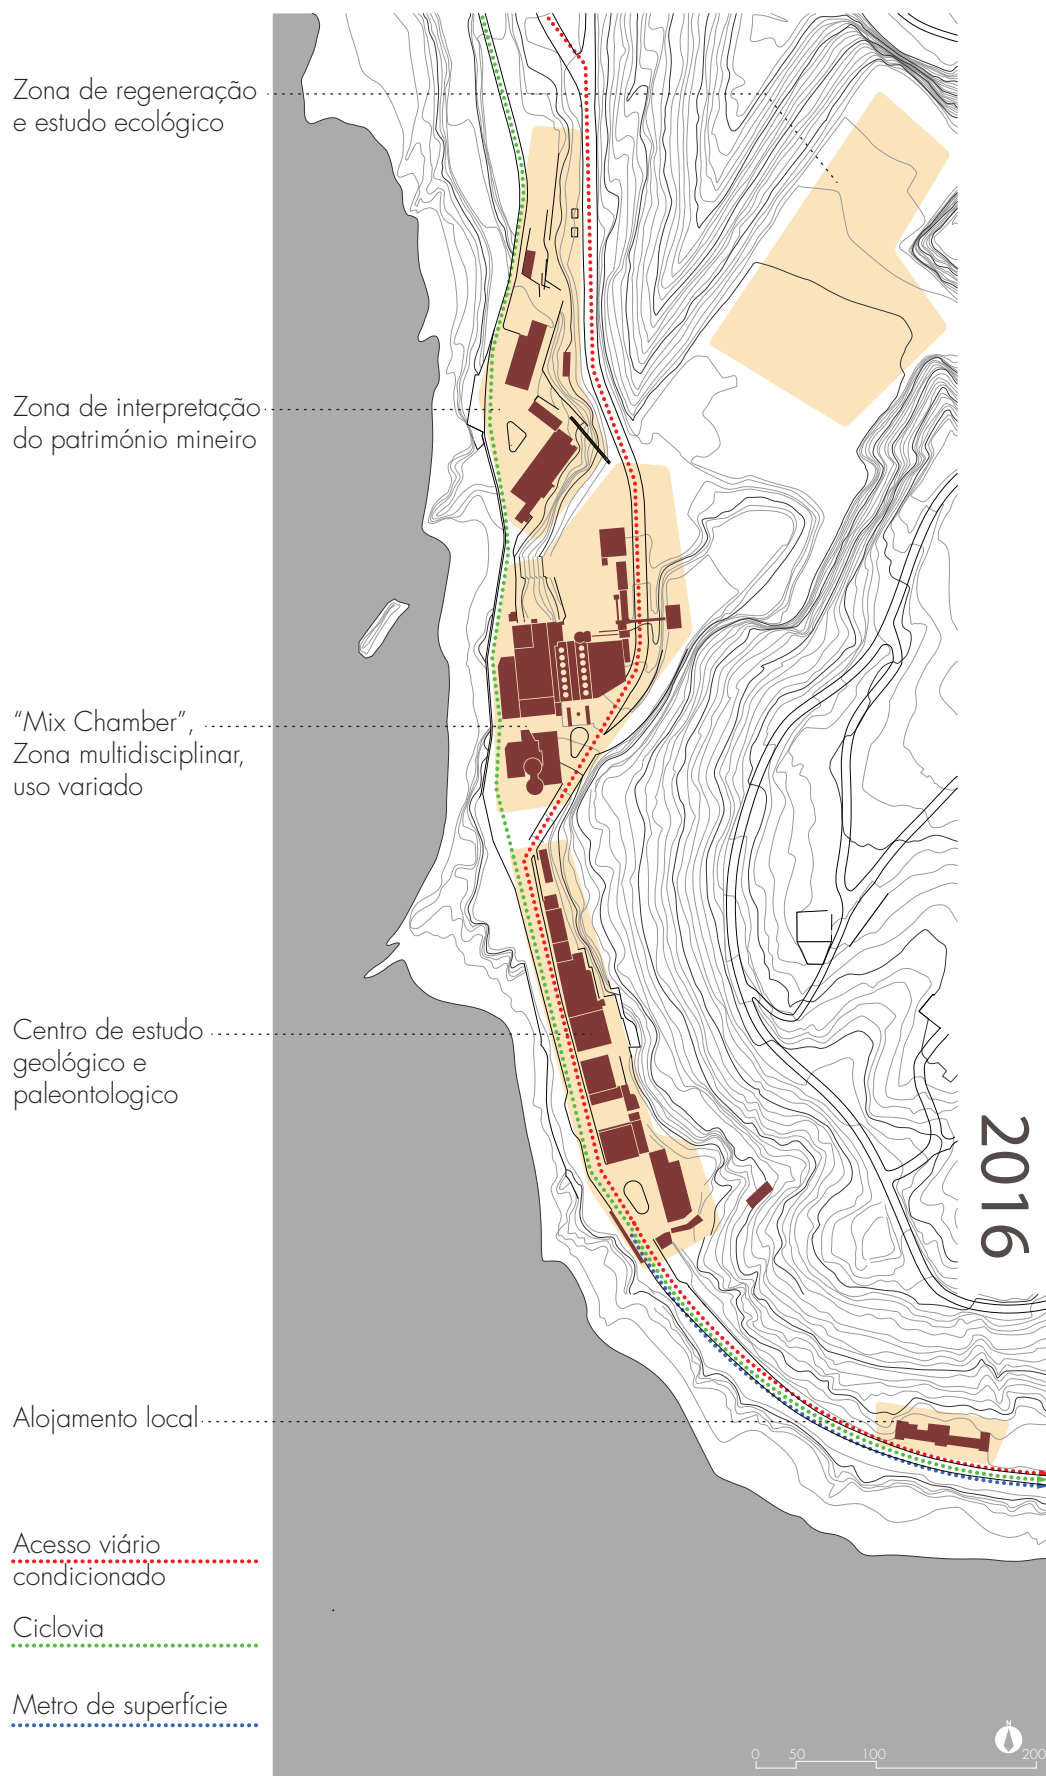 Zona de regeneração
e estudo ecológico
Zona de interpretação
do património mineiro
“Mix Chamber”,
Zona multidisciplinar,
uso variado
Centro de estudo
geológico e
paleontologico
2016
Alojamento local
Acesso viário
condicionado
Ciclovia
Metro de superfície
N
0 50 100 200